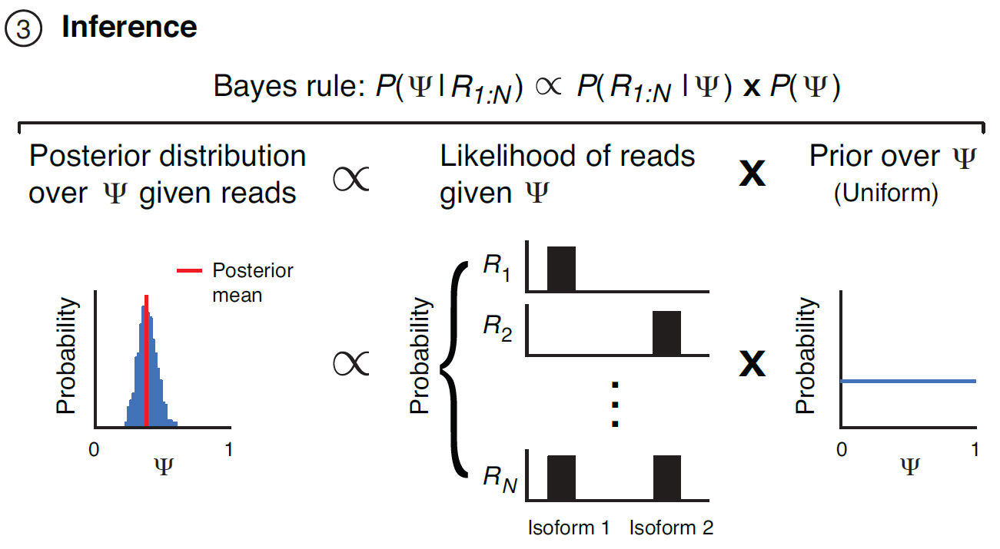 ③ Inference
Bayes rule: P(Ψ|R1:N) ∝ P(R1:N|Ψ) x P(Ψ)
Posterior distribution
over Ψ given reads
∝
Likelihood of reads
given Ψ
x
Prior over Ψ
(Uniform)
Posterior
mean
Probability
0
1
Ψ
∝
Probability
R1
R2
RN
Isoform 1
Isoform 2
x
Probability
0
1
Ψ